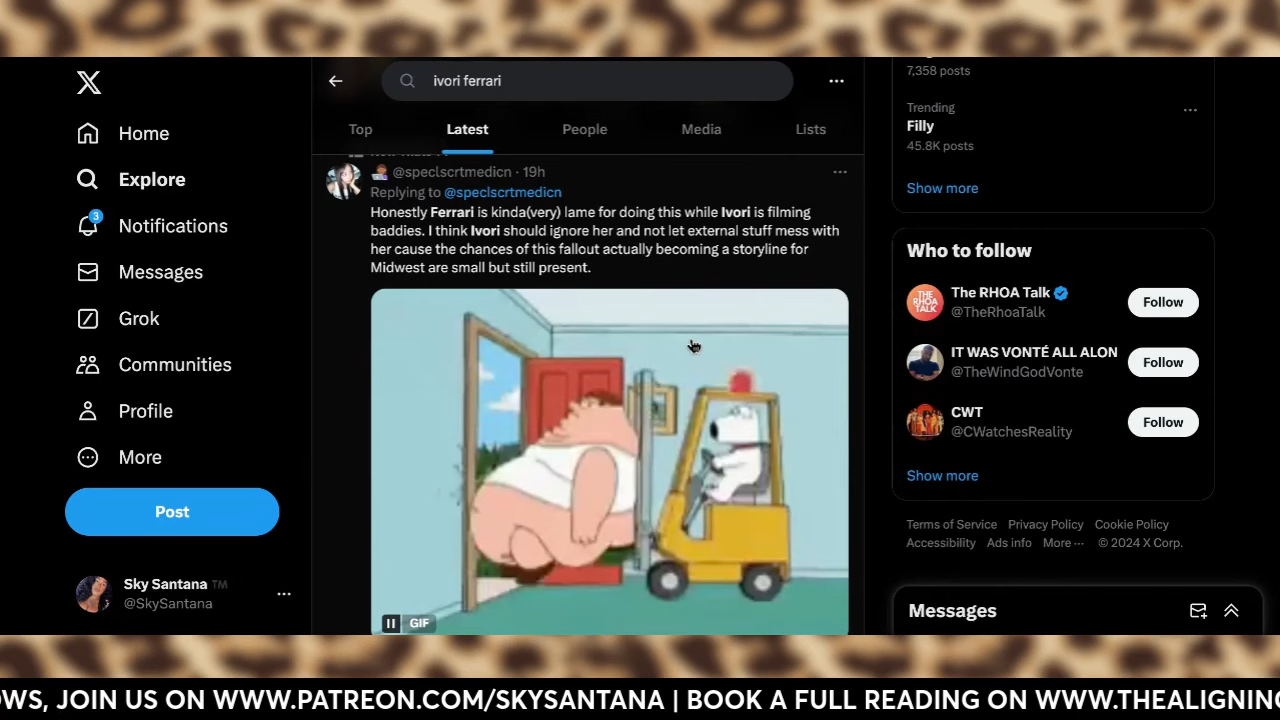 ivori ferrari
Top
Latest
People
Media
Lists
Home
Explore
3
Notifications
Messages
Grok
Communities
Profile
More
Post
Sky Santana ™
@SkySantana
@speclscrtmedicn · 19h
Replying to @speclscrtmedicn
Honestly Ferrari is kinda(very) lame for doing this while Ivori is filming
baddies. I think Ivori should ignore her and not let external stuff mess with
her cause the chances of this fallout actually becoming a storyline for
Midwest are small but still present.
GIF
7,358 posts
Trending
Filly
45.8K posts
Show more
Who to follow
THE RHOA TALK
The RHOA Talk
@TheRhoaTalk
Follow
IT WAS VONTÉ ALL ALON
@TheWindGodVonte
Follow
CWT
@CWatchesReality
Follow
Show more
Terms of Service Privacy Policy Cookie Policy
Accessibility Ads info More ··· © 2024 X Corp.
Messages
OWS, JOIN US ON WWW.PATREON.COM/SKYSANTANA | BOOK A FULL READING ON WWW.THEALIGNIN